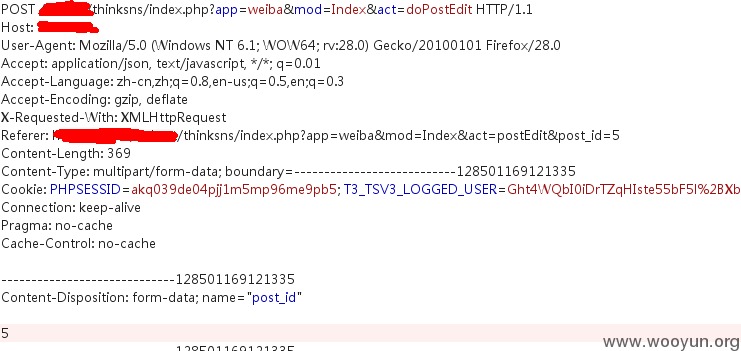 POST /thinksns/index.php?app=weiba&mod=Index&act=doPostEdit HTTP/1.1
Host:
User-Agent: Mozilla/5.0 (Windows NT 6.1; WOW64; rv:28.0) Gecko/20100101 Firefox/28.0
Accept: application/json, text/javascript, */*; q=0.01
Accept-Language: zh-cn,zh;q=0.8,en-us;q=0.5,en;q=0.3
Accept-Encoding: gzip, deflate
X-Requested-With: XMLHttpRequest
Referer: /thinksns/index.php?app=weiba&mod=Index&act=postEdit&post_id=5
Content-Length: 369
Content-Type: multipart/form-data; boundary=---------------------------128501169121335
Cookie: PHPSESSID=akq039de04pjj1m5mp96me9pb5; T3_TSV3_LOGGED_USER=Ght4WQbI0iDrTZqHIste55bF5l%2BXb
Connection: keep-alive
Pragma: no-cache
Cache-Control: no-cache
-----------------------------128501169121335
Content-Disposition: form-data; name="post_id"
5
-----------------------------128501169121335
www.wooyun.org